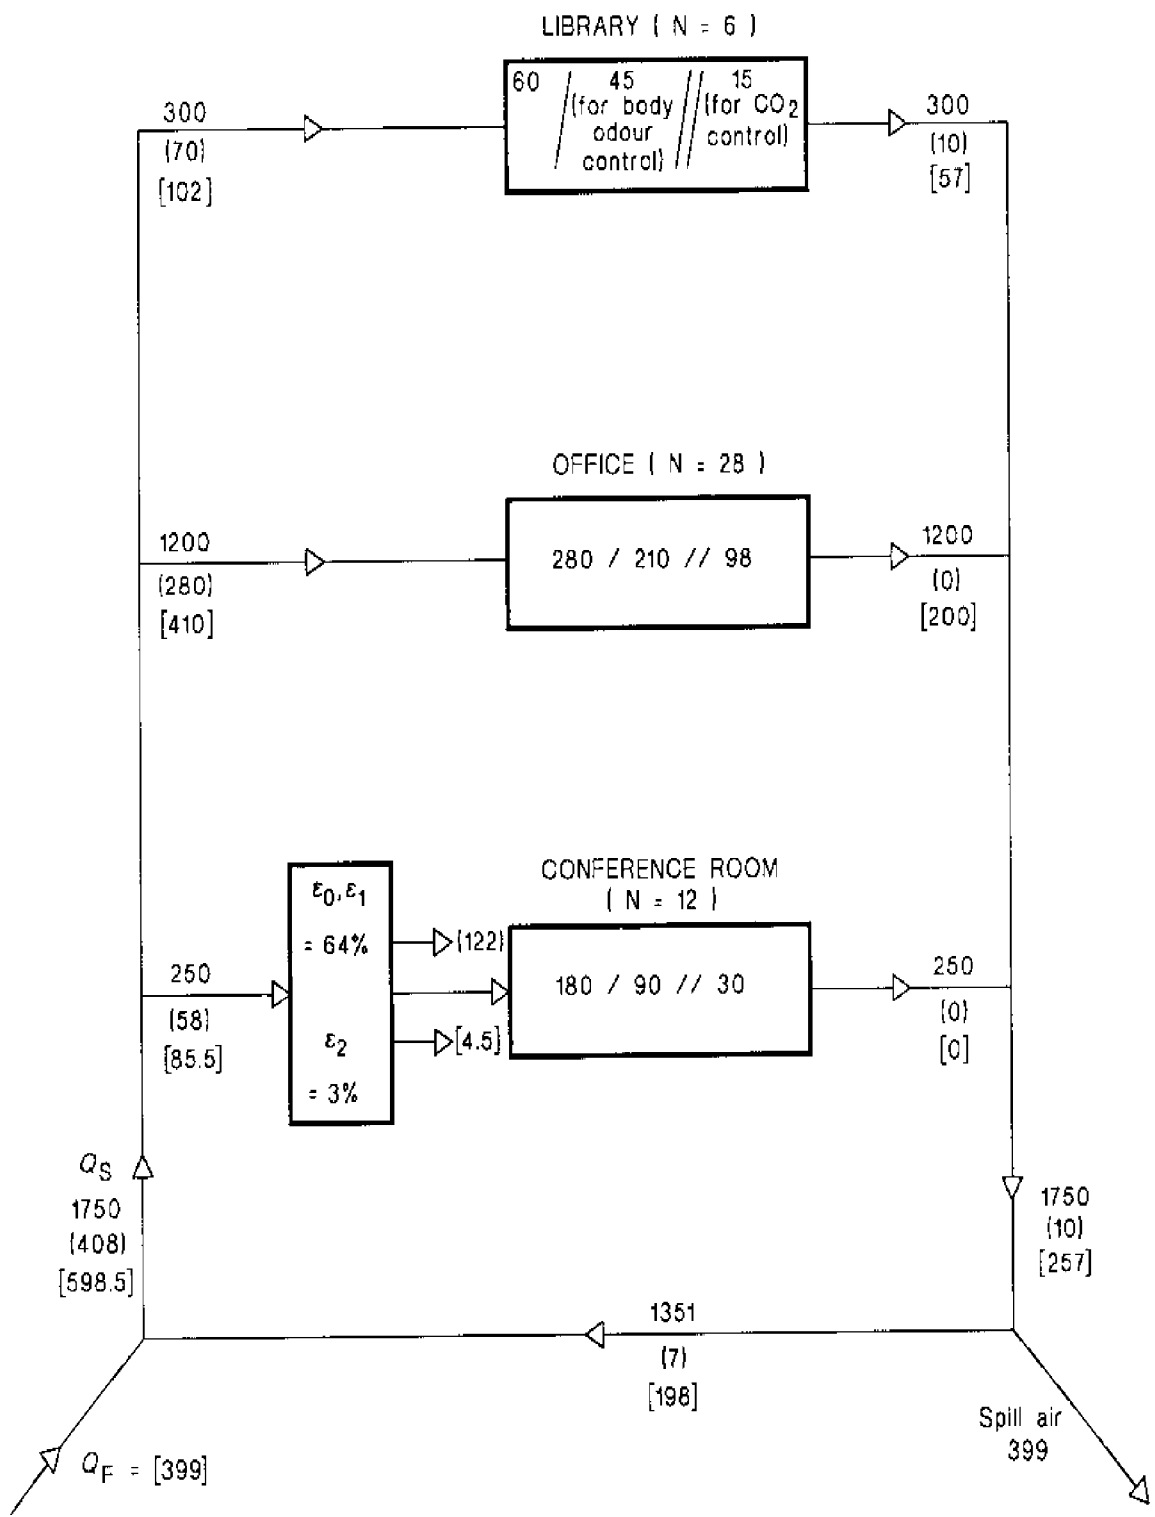 LIBRARY ( N = 6 )
60 / 45 // 15
(for body (for CO2
odour control)
control)
300
(70)
[102]
300
(10)
[57]
OFFICE ( N = 28 )
280 / 210 // 98
1200
(280)
[410]
1200
(0)
[200]
CONFERENCE ROOM
( N = 12 )
180 / 90 // 30
ε0,ε1
= 64%
ε2
= 3%
(122)
[4.5]
250
(58)
[85.5]
250
(0)
[0]
QS
1750
(408)
[598.5]
1750
(10)
[257]
1351
(7)
[198]
Spill air
399
QF = [399]